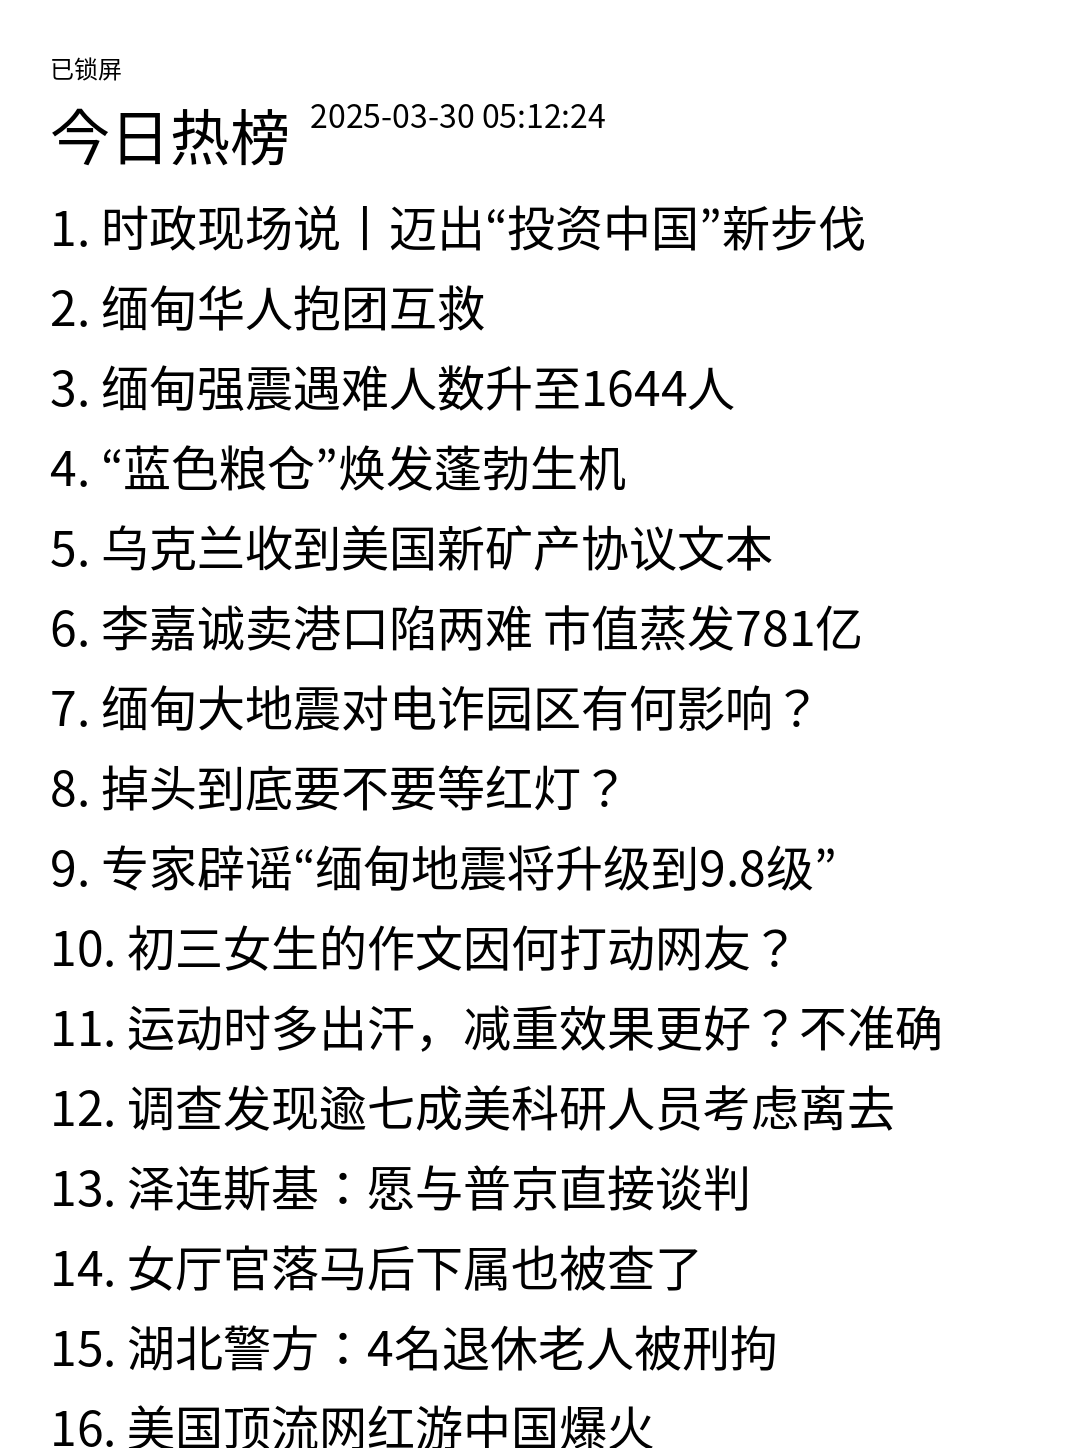 已锁屏
今日热榜 2025-03-30 05:12:24
1. 时政现场说丨迈出“投资中国”新步伐
2. 缅甸华人抱团互救
3. 缅甸强震遇难人数升至1644人
4. “蓝色粮仓”焕发蓬勃生机
5. 乌克兰收到美国新矿产协议文本
6. 李嘉诚卖港口陷两难 市值蒸发781亿
7. 缅甸大地震对电诈园区有何影响？
8. 掉头到底要不要等红灯？
9. 专家辟谣“缅甸地震将升级到9.8级”
10. 初三女生的作文因何打动网友？
11. 运动时多出汗，减重效果更好？不准确
12. 调查发现逾七成美科研人员考虑离去
13. 泽连斯基：愿与普京直接谈判
14. 女厅官落马后下属也被查了
15. 湖北警方：4名退休老人被刑拘
16. 美国顶流网红游中国爆火